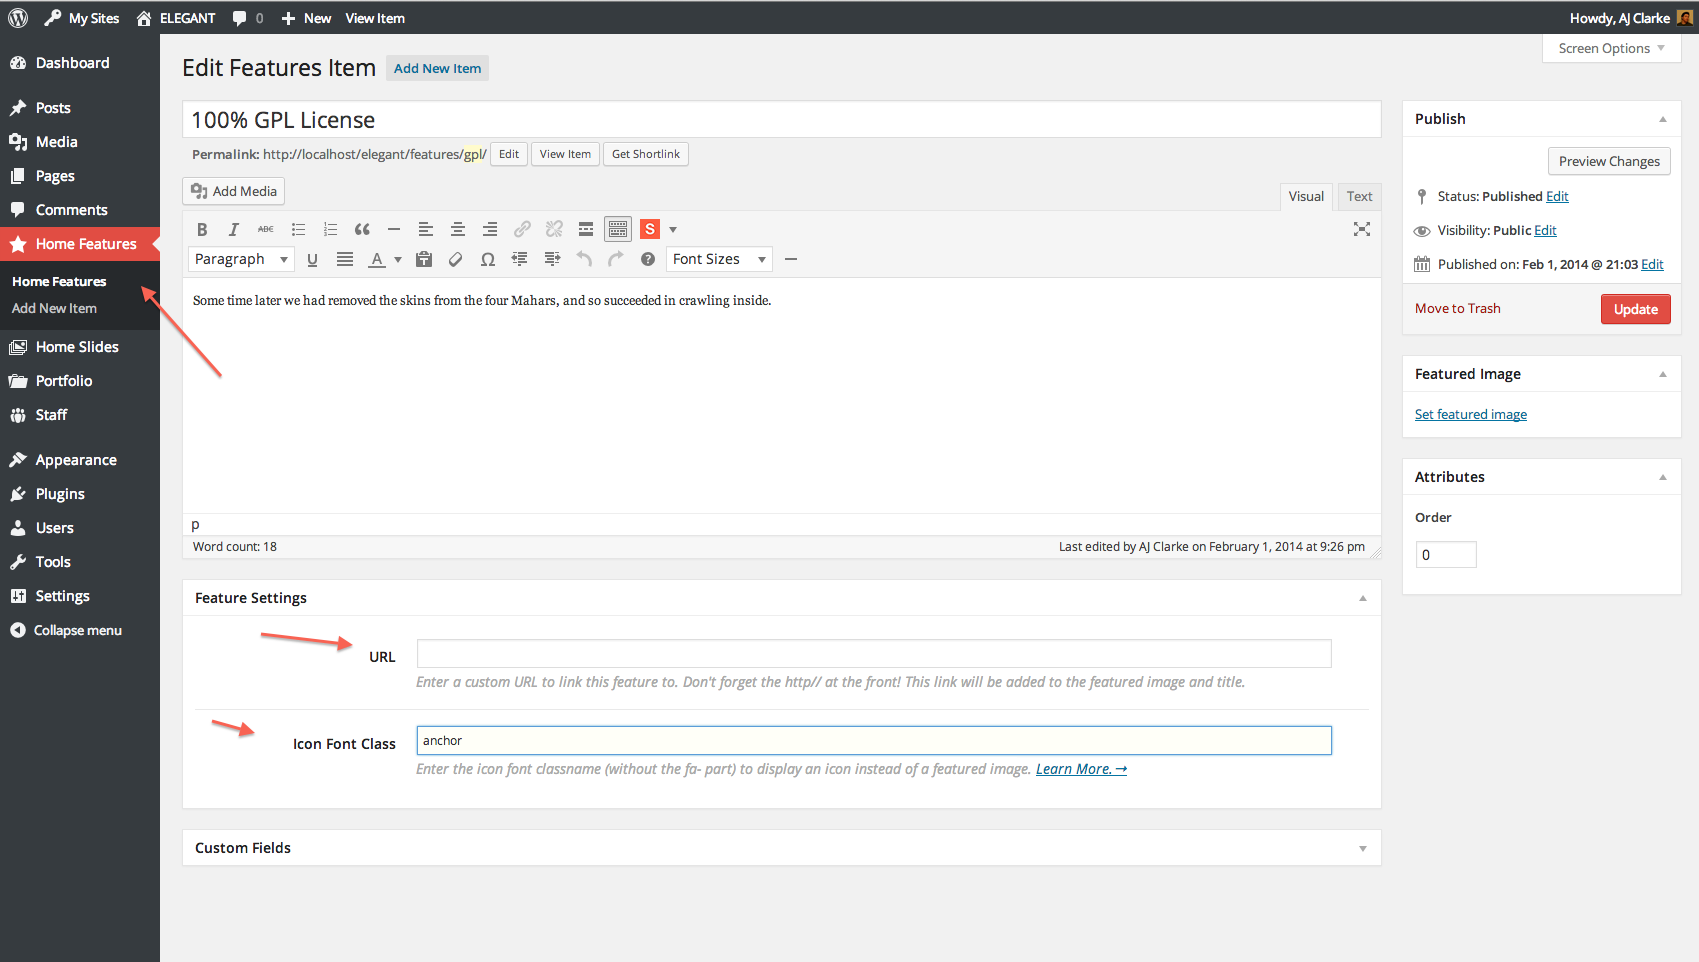 My Sites ELEGANT 0 New View Item Howdy, AJ Clarke
Screen Options
Dashboard
Posts
Media
Pages
Comments
Home Features
Home Features
Add New Item
Home Slides
Portfolio
Staff
Appearance
Plugins
Users
Tools
Settings
Collapse menu
Edit Features Item Add New Item
100% GPL License
Permalink: http://localhost/elegant/features/gpl/ Edit View Item Get Shortlink
Add Media
Visual Text
B I ABC S
Paragraph U A Ω ? Font Sizes
Some time later we had removed the skins from the four Mahars, and so succeeded in crawling inside.
p
Word count: 18 Last edited by AJ Clarke on February 1, 2014 at 9:26 pm
Feature Settings
URL
Enter a custom URL to link this feature to. Don't forget the http// at the front! This link will be added to the featured image and title.
Icon Font Class anchor
Enter the icon font classname (without the fa- part) to display an icon instead of a featured image. Learn More. →
Custom Fields
Publish
Preview Changes
Status: Published Edit
Visibility: Public Edit
Published on: Feb 1, 2014 @ 21:03 Edit
Move to Trash Update
Featured Image
Set featured image
Attributes
Order
0